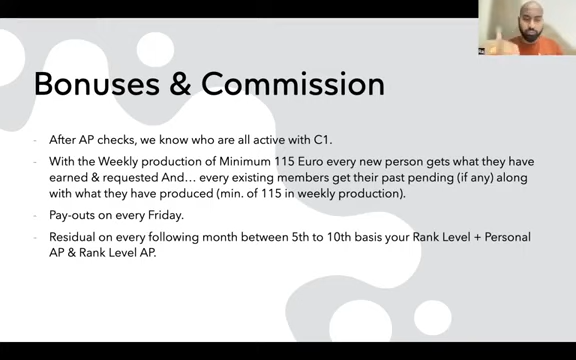 Bonuses & Commission
- After AP checks, we know who are all active with C1.
- With the Weekly production of Minimum 115 Euro every new person gets what they have
earned & requested And... every existing members get their past pending (if any) along
with what they have produced (min. of 115 in weekly production).
- Pay-outs on every Friday.
- Residual on every following month between 5th to 10th basis your Rank Level + Personal
AP & Rank Level AP.